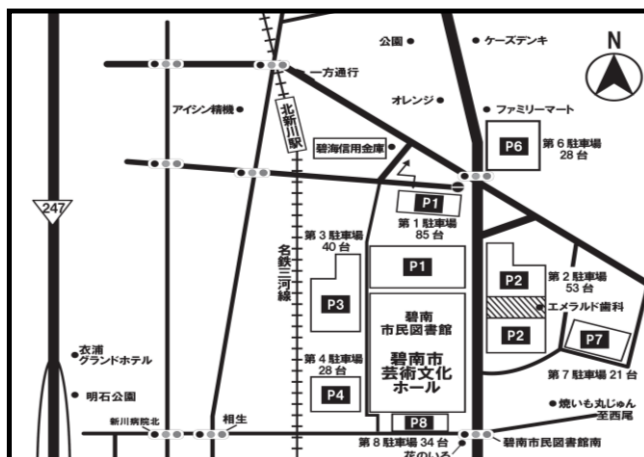 公園
ケーズデンキ
N
一方通行
アイシン精機
オレンジ
ファミリーマート
北新川駅
碧海信用金庫
P6
第6駐車場
28台
P1
第1駐車場
85台
247
名鉄三河線
第3駐車場
40台
P3
P1
P2
第2駐車場
53台
エメラルド歯科
P2
P7
第7駐車場 21台
碧南
市民図書館
碧南市
芸術文化
ホール
衣浦
グランドホテル
明石公園
第4駐車場
28台
P4
P8
第8駐車場 34台
花のいろ
新川病院北
相生
焼いも丸じゅん
至西尾
碧南市民図書館南